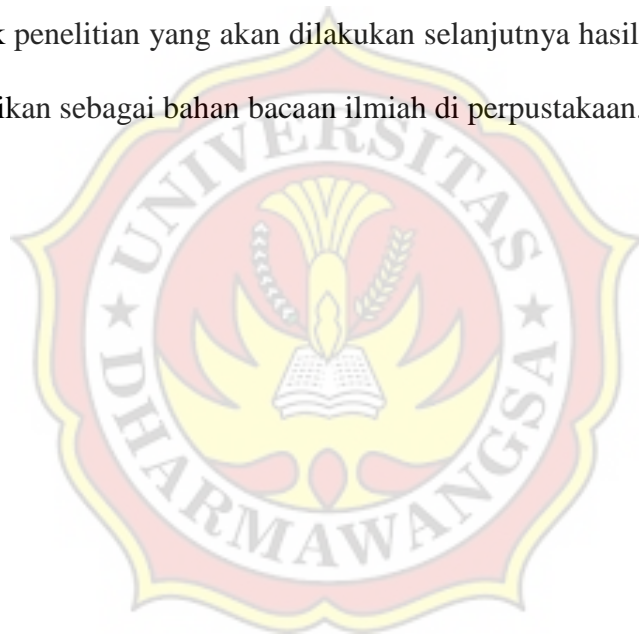 k penelitian yang akan dilakukan selanjutnya hasil
ikan sebagai bahan bacaan ilmiah di perpustakaan.
UNIVERSITAS
DHARMAWANGSA